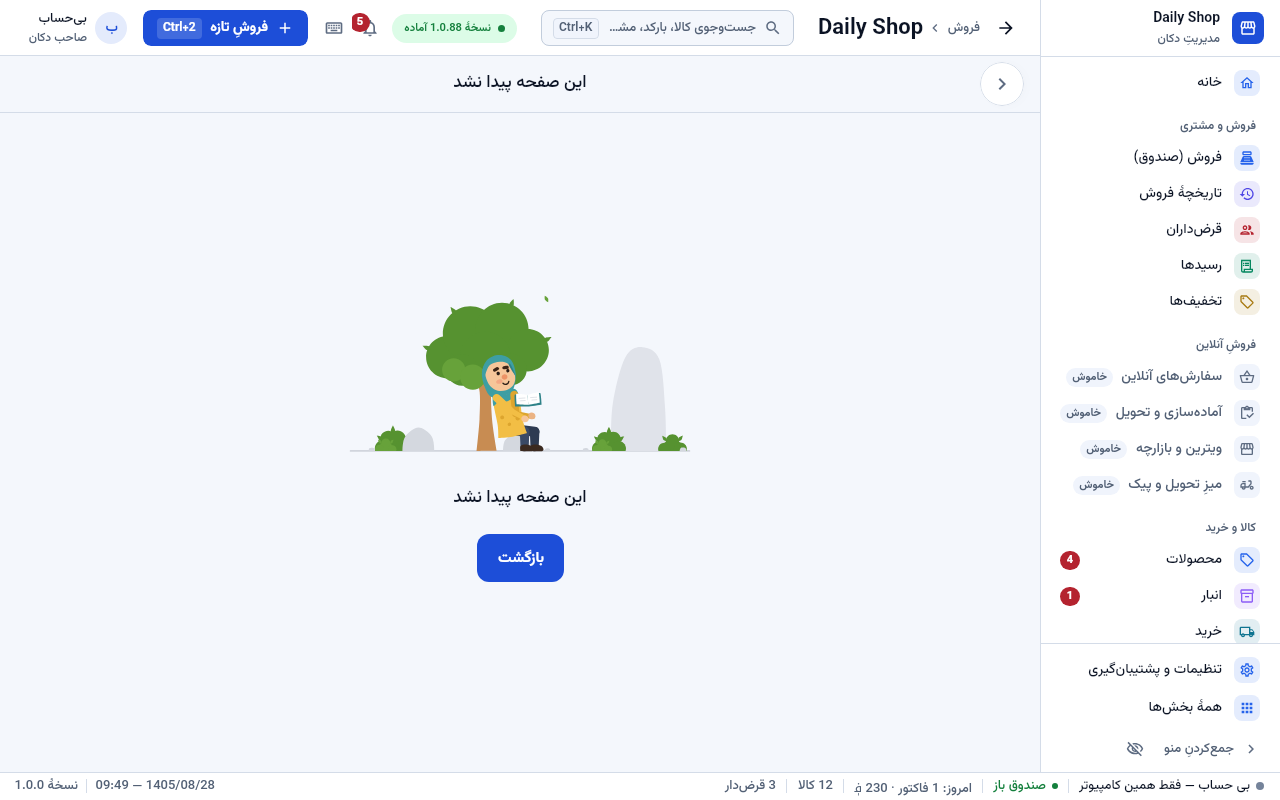 Daily Shop
مدیریتِ دکان
فروش › Daily Shop
جست‌وجوی کالا، بارکد، مش... Ctrl+K
نسخهٔ 1.0.88 آماده
5
فروشِ تازه Ctrl+2
بی‌حساب
صاحب دکان
ب
این صفحه پیدا نشد
خانه
فروش و مشتری
فروش (صندوق)
تاریخچهٔ فروش
قرض‌داران
رسیدها
تخفیف‌ها
فروشِ آنلاین
سفارش‌های آنلاین خاموش
آماده‌سازی و تحویل خاموش
ویترین و بازارچه خاموش
میزِ تحویل و پیک خاموش
کالا و خرید
محصولات 4
انبار 1
خرید
تنظیمات و پشتیبان‌گیری
همهٔ بخش‌ها
جمع‌کردنِ منو
این صفحه پیدا نشد
بازگشت
بی حساب — فقط همین کامپیوتر
صندوق باز
امروز: 1 فاکتور · 230
12 کالا
3 قرض‌دار
1405/08/28 — 09:49
نسخهٔ 1.0.0